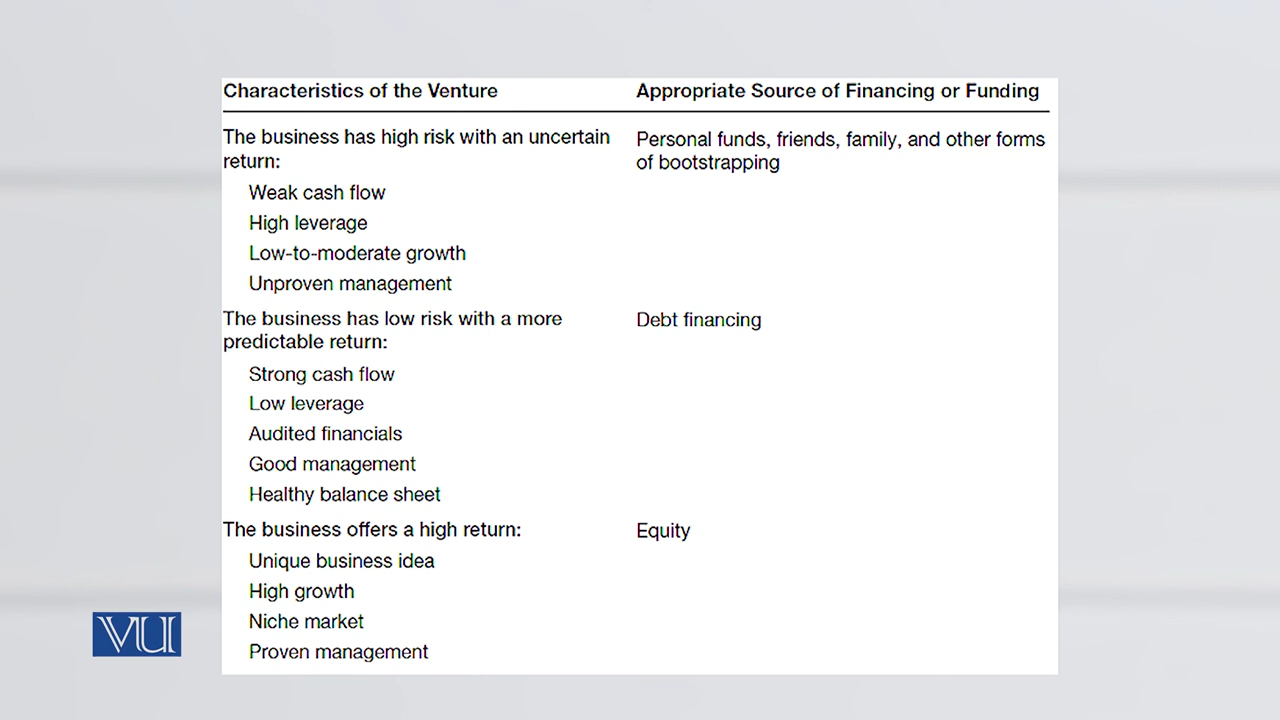 Characteristics of the Venture
Appropriate Source of Financing or Funding
The business has high risk with an uncertain
return:
Personal funds, friends, family, and other forms
of bootstrapping
Weak cash flow
High leverage
Low-to-moderate growth
Unproven management
The business has low risk with a more
predictable return:
Debt financing
Strong cash flow
Low leverage
Audited financials
Good management
Healthy balance sheet
The business offers a high return:
Equity
Unique business idea
High growth
Niche market
Proven management
VU